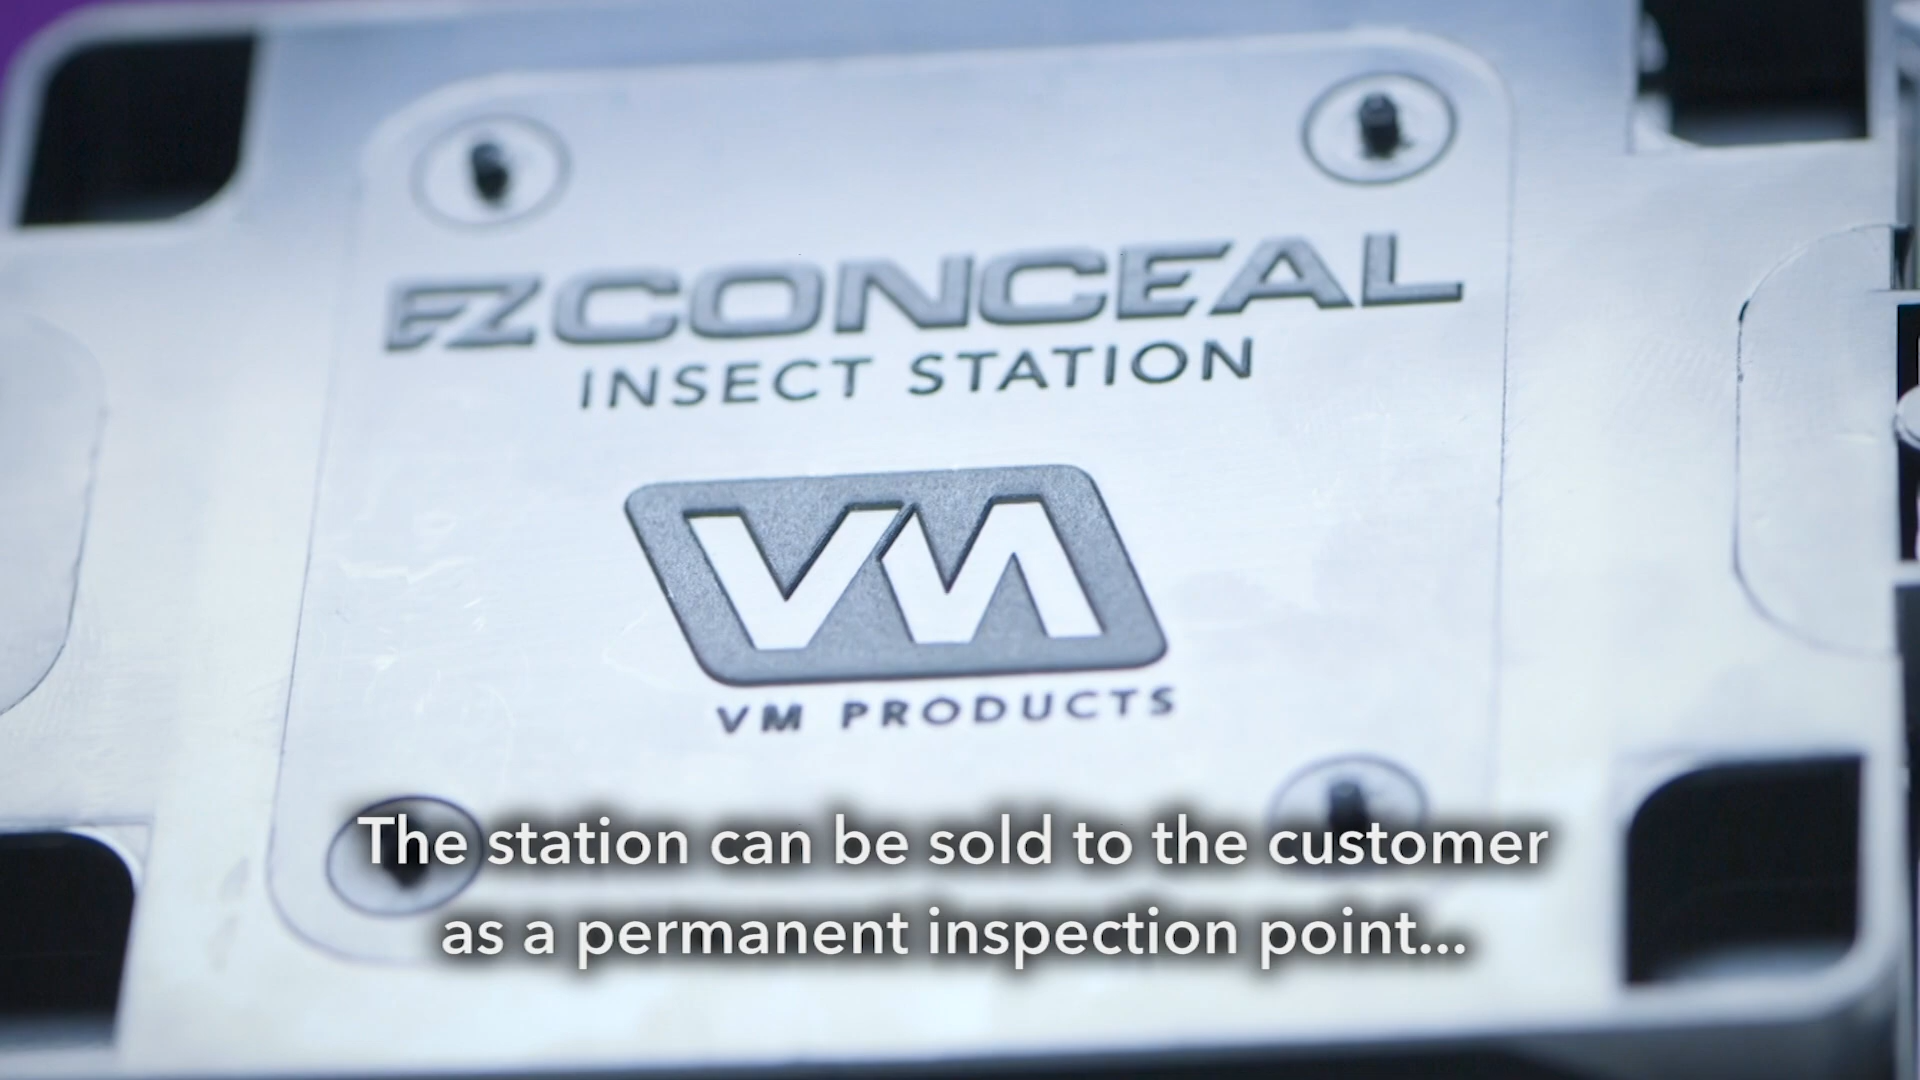 EZCONCEAL
INSECT STATION
VM
VM PRODUCTS
The station can be sold to the customer
as a permanent inspection point...